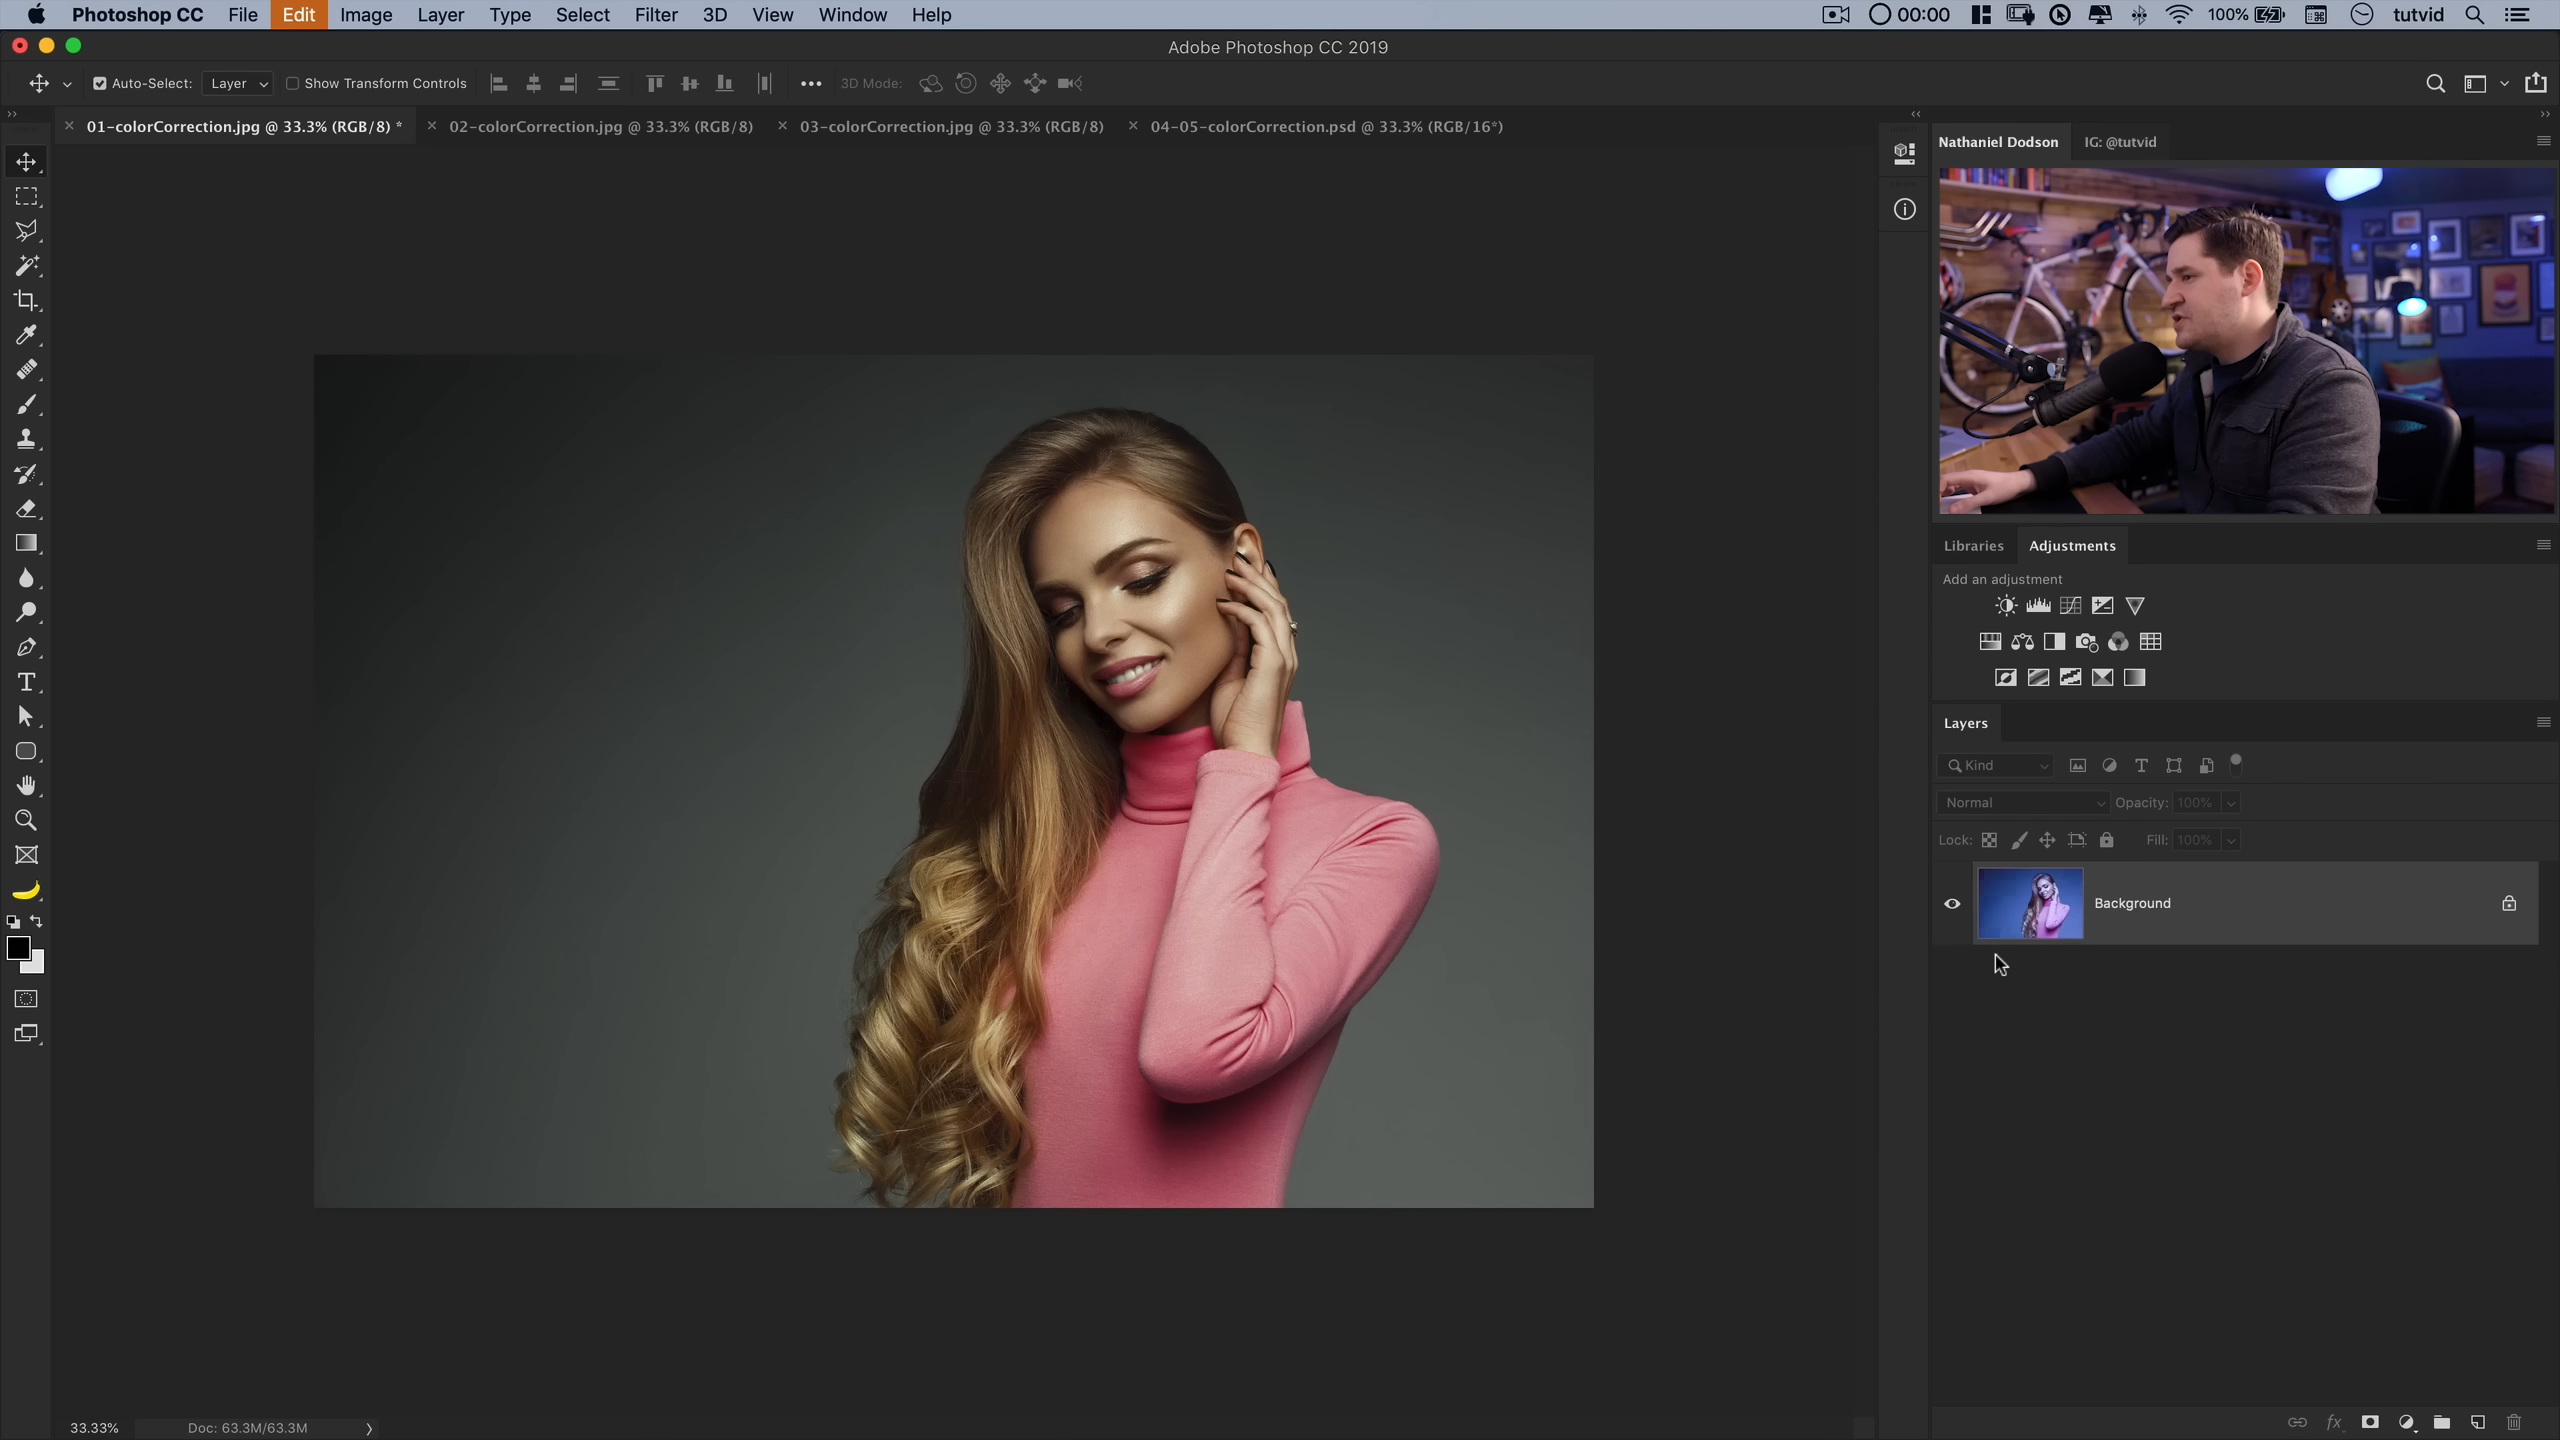 Photoshop CC File Edit Image Layer Type Select Filter 3D View Window Help 00:00 100% tutvid
Adobe Photoshop CC 2019
Auto-Select: Layer Show Transform Controls 3D Mode:
01-colorCorrection.jpg @ 33.3% (RGB/8) * 02-colorCorrection.jpg @ 33.3% (RGB/8) 03-colorCorrection.jpg @ 33.3% (RGB/8) 04-05-colorCorrection.psd @ 33.3% (RGB/16*)
Nathaniel Dodson IG: @tutvid
Libraries Adjustments
Add an adjustment
Layers
Kind
Normal Opacity: 100%
Lock: Fill: 100%
Background
33.33% Doc: 63.3M/63.3M
fx